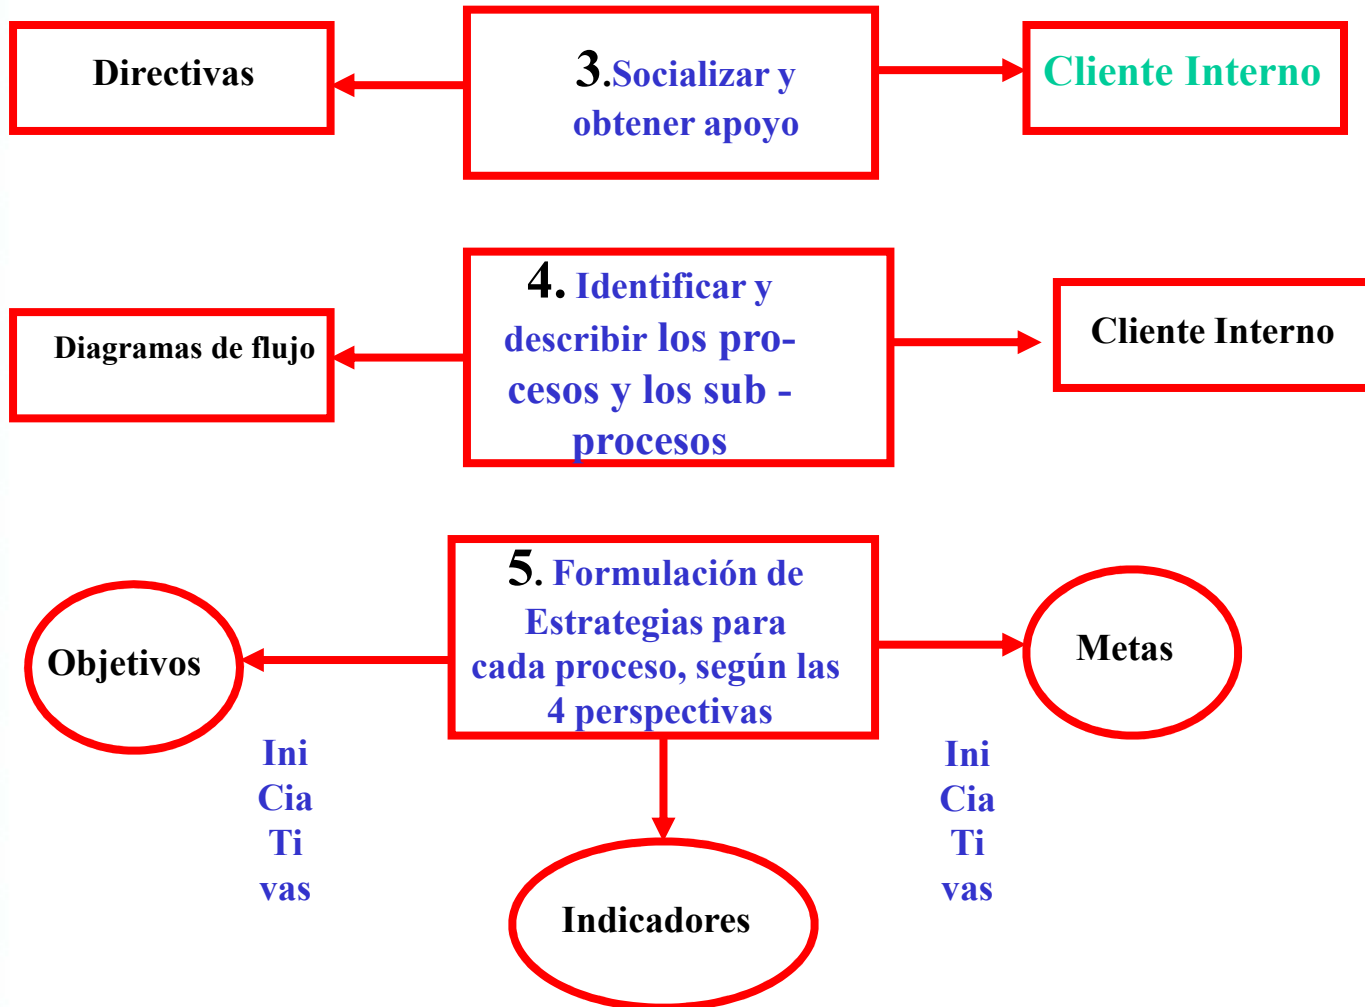 Directivas
3.Socializar y
obtener apoyo
Cliente Interno
Diagramas de flujo
4. Identificar y
describir los pro-
cesos y los sub -
procesos
Cliente Interno
Objetivos
5. Formulación de
Estrategias para
cada proceso, según las
4 perspectivas
Metas
Ini
Cia
Ti
vas
Ini
Cia
Ti
vas
Indicadores